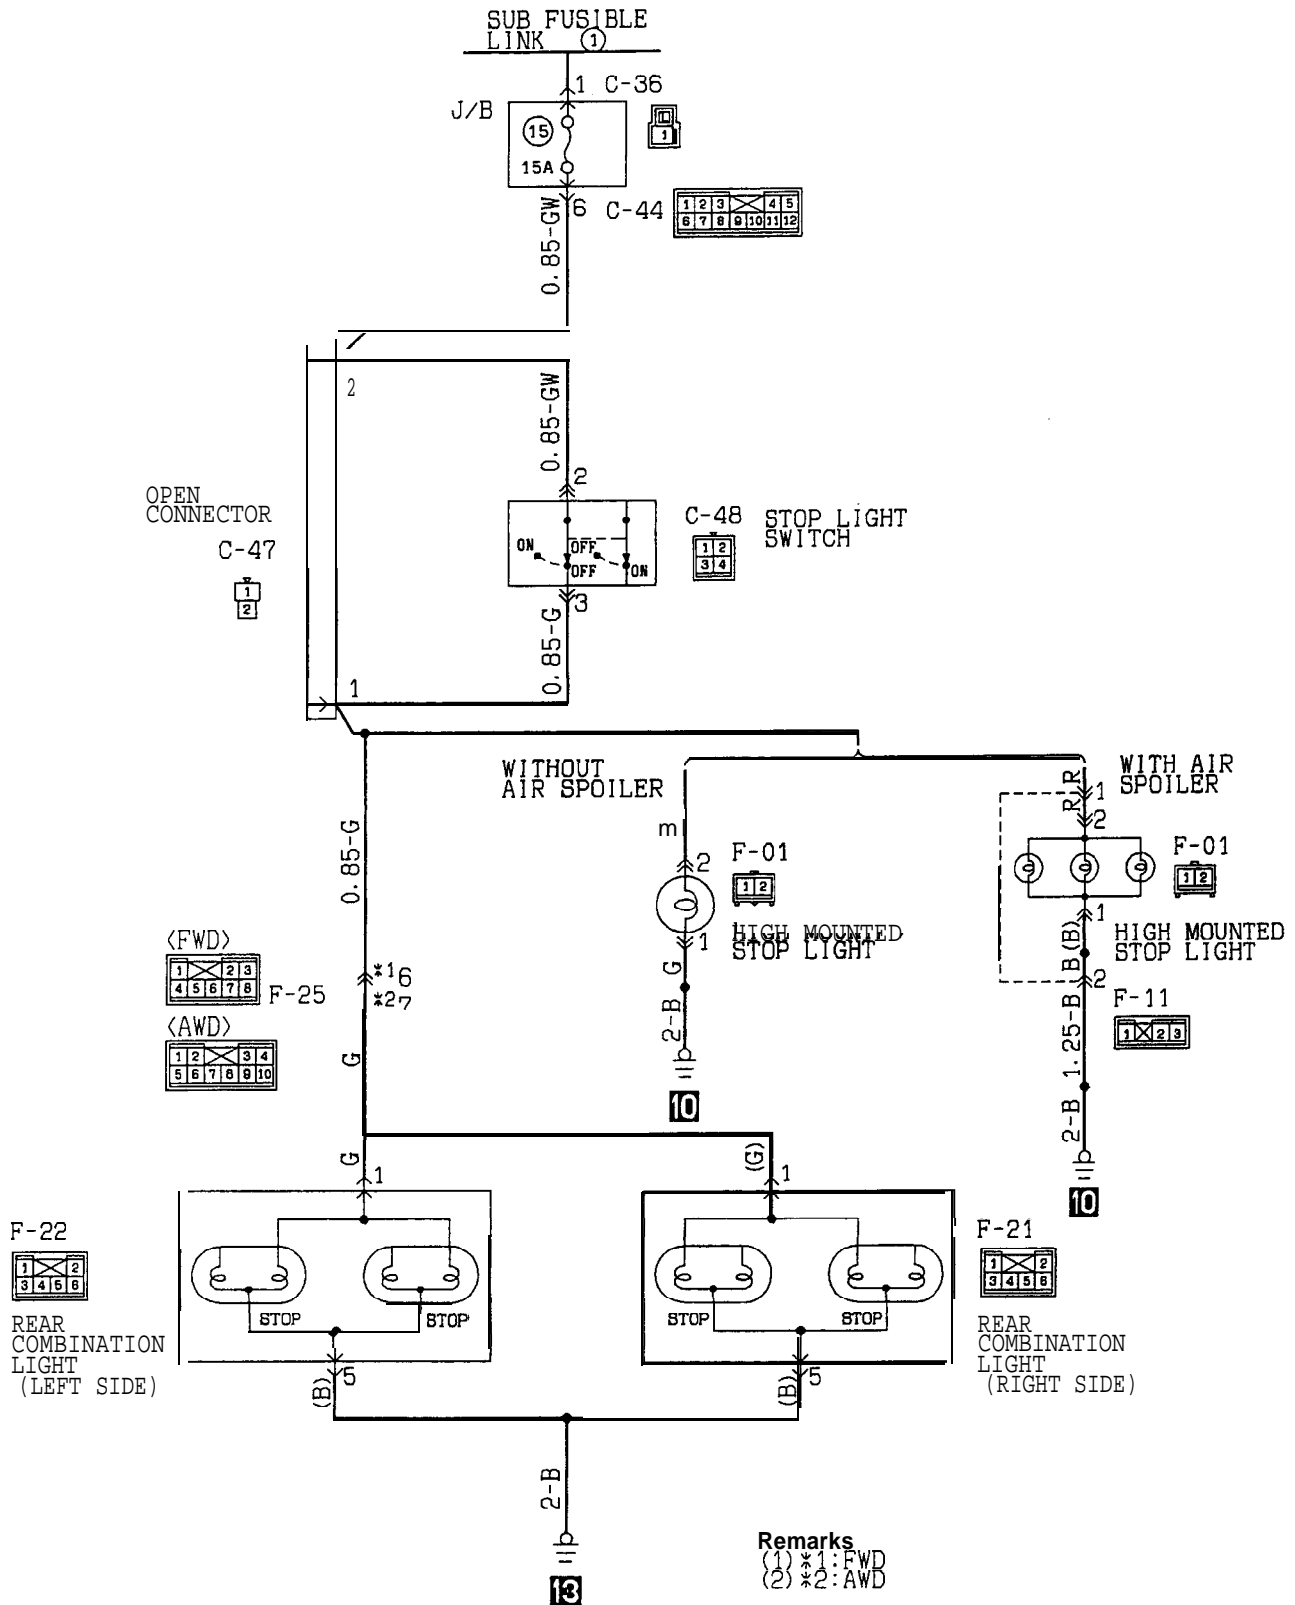 SUB FUSIBLE
LINK 1
1 C-36
J/B
15
15A
1
6 C-44
1 2 3 4 5
6 7 8 9 10 11 12
0.85-GW
2
0.85-GW
2
OPEN
CONNECTOR
C-47
1
2
C-48
1 2
3 4
STOP LIGHT
SWITCH
ON OFF
OFF ON
3
0.85-G
1
WITHOUT
AIR SPOILER
WITH AIR
SPOILER
R
1
R
2
m
0.85-G
2
F-01
1 2
F-01
1 2
1
HIGH MOUNTED
STOP LIGHT
1
HIGH MOUNTED
STOP LIGHT
<FWD>
1 2 3
4 5 6 7 8
F-25
*1 6
*2 7
G
B(B)
2
F-11
1 2 3
<AWD>
1 2 3 4
5 6 7 8 9 10
G
2-B
1.25-B
10
2-B
10
G
1
(G)
1
F-22
1 2
3 4 5 6
F-21
1 2
3 4 5 6
STOP STOP
STOP STOP
REAR
COMBINATION
LIGHT
(LEFT SIDE)
REAR
COMBINATION
LIGHT
(RIGHT SIDE)
(B) 5
(B) 5
2-B
13
Remarks
(1) *1:FWD
(2) *2:AWD